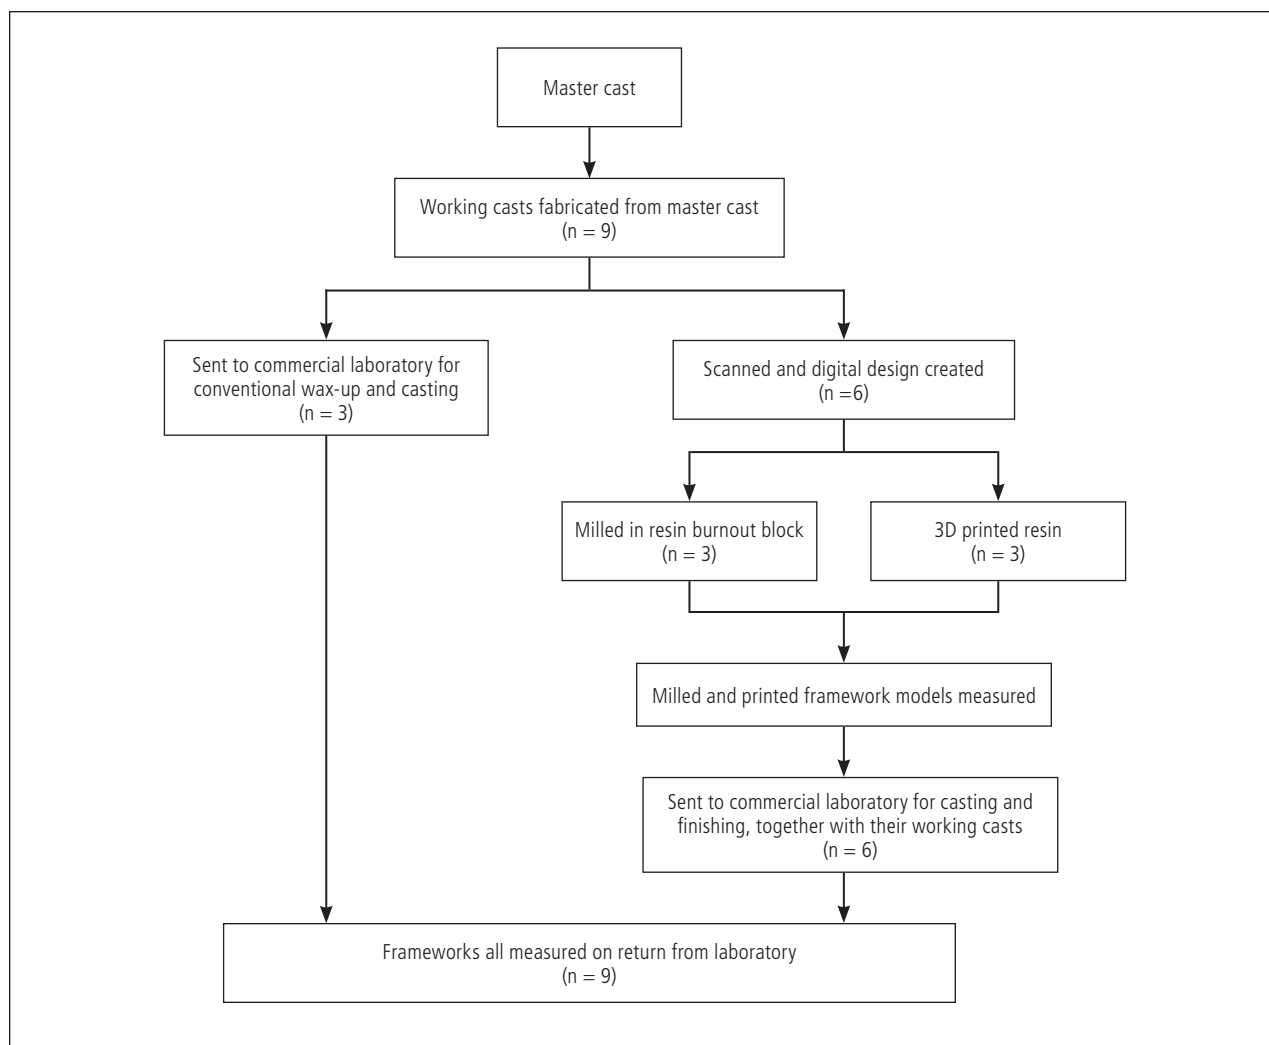 Master cast
Working casts fabricated from master cast
(n = 9)
Sent to commercial laboratory for
conventional wax-up and casting
(n = 3)
Scanned and digital design created
(n =6)
Milled in resin burnout block
(n = 3)
3D printed resin
(n = 3)
Milled and printed framework models measured
Sent to commercial laboratory for casting and
finishing, together with their working casts
(n = 6)
Frameworks all measured on return from laboratory
(n = 9)